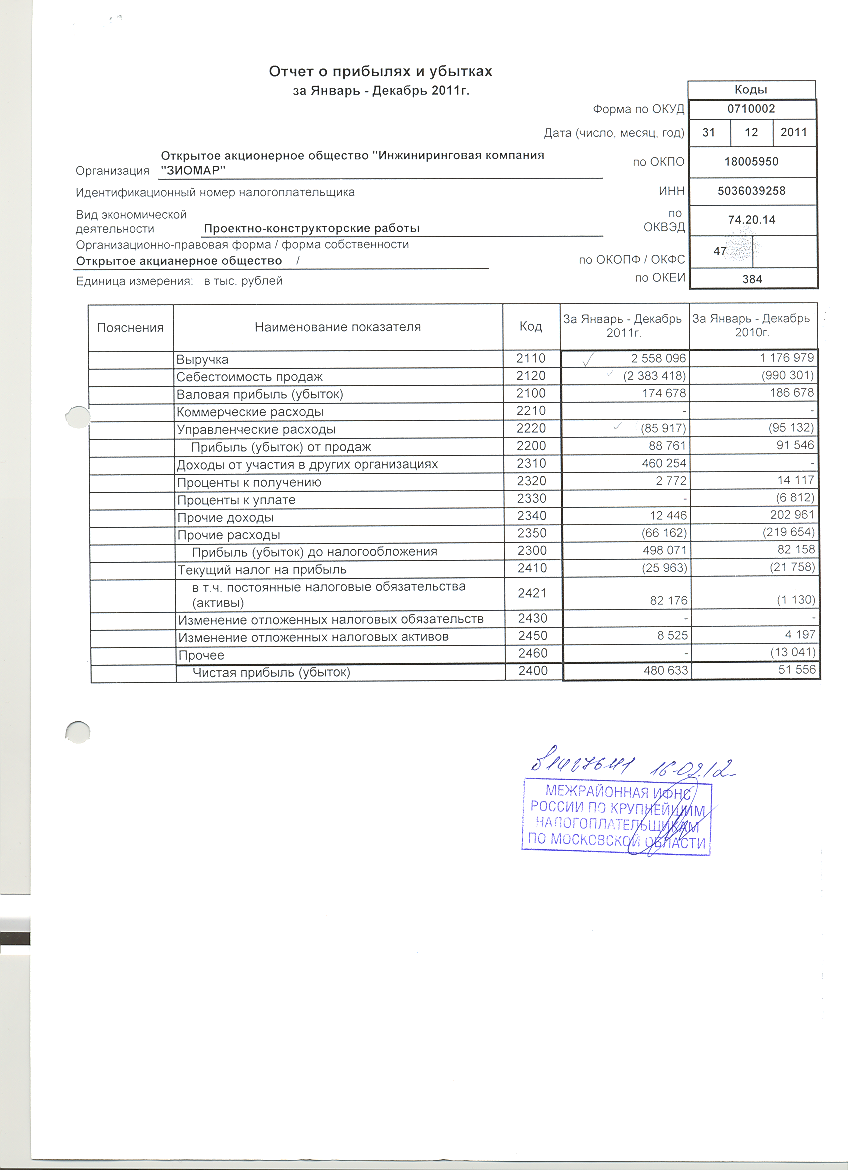 Отчет о прибылях и убытках
за Январь - Декабрь 2011г.
Коды
Форма по ОКУД 0710002
Дата (число, месяц, год) 31 12 2011
Организация Открытое акционерное общество "Инжиниринговая компания "ЗИОМАР" по ОКПО 18005950
Идентификационный номер налогоплательщика ИНН 5036039258
Вид экономической деятельности Проектно-конструкторские работы по ОКВЭД 74.20.14
Организационно-правовая форма / форма собственности
Открытое акцианерное общество / по ОКОПФ / ОКФС 47
Единица измерения: в тыс. рублей по ОКЕИ 384
Пояснения Наименование показателя Код За Январь - Декабрь 2011г. За Январь - Декабрь 2010г.
Выручка 2110 2 558 096 1 176 979
Себестоимость продаж 2120 (2 383 418) (990 301)
Валовая прибыль (убыток) 2100 174 678 186 678
Коммерческие расходы 2210 - -
Управленческие расходы 2220 (85 917) (95 132)
Прибыль (убыток) от продаж 2200 88 761 91 546
Доходы от участия в других организациях 2310 460 254 -
Проценты к получению 2320 2 772 14 117
Проценты к уплате 2330 - (6 812)
Прочие доходы 2340 12 446 202 961
Прочие расходы 2350 (66 162) (219 654)
Прибыль (убыток) до налогообложения 2300 498 071 82 158
Текущий налог на прибыль 2410 (25 963) (21 758)
в т.ч. постоянные налоговые обязательства (активы) 2421 82 176 (1 130)
Изменение отложенных налоговых обязательств 2430 - -
Изменение отложенных налоговых активов 2450 8 525 4 197
Прочее 2460 - (13 041)
Чистая прибыль (убыток) 2400 480 633 51 556
МЕЖРАЙОННАЯ ИФНС
РОССИИ ПО КРУПНЕЙШИМ
НАЛОГОПЛАТЕЛЬЩИКАМ
ПО МОСКОВСКОЙ ОБЛАСТИ